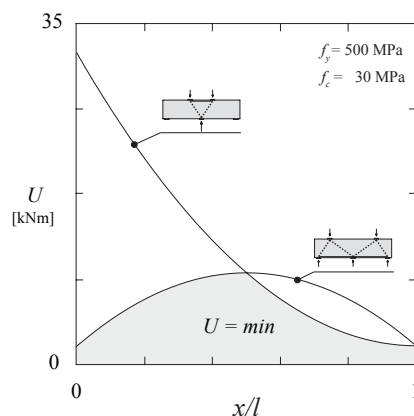 35
f_y = 500 MPa
f_c = 30 MPa
U
[kNm]
U = min
0
0
x/l